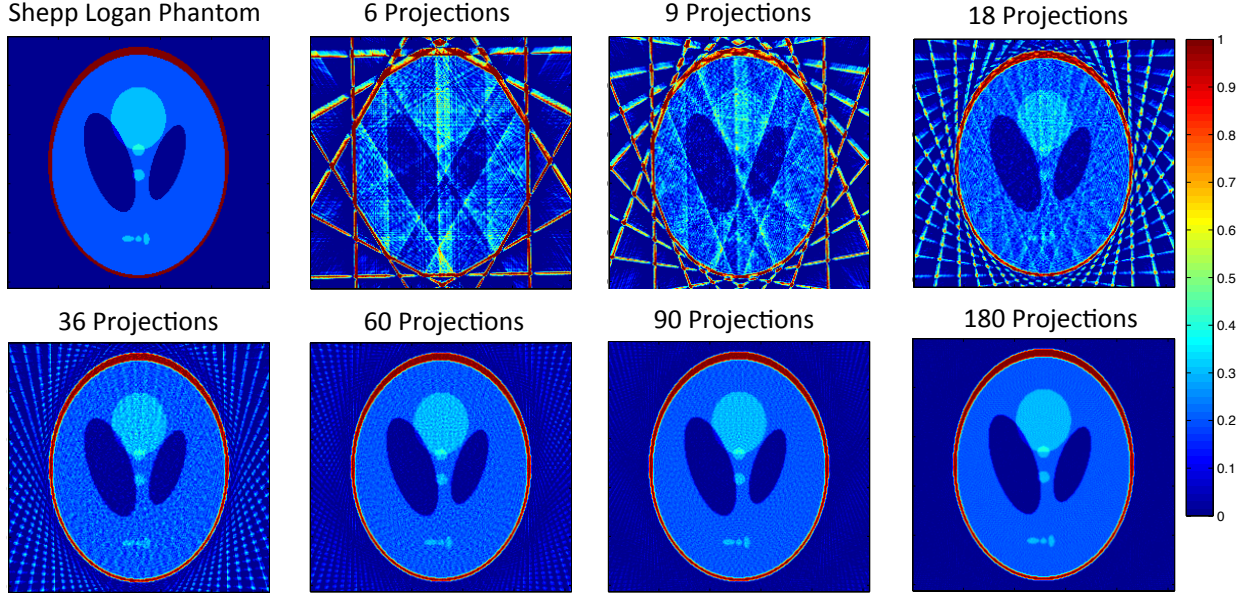 Shepp Logan Phantom
6 Projections
9 Projections
18 Projections
1
0.9
0.8
0.7
0.6
0.5
0.4
0.3
0.2
0.1
0
36 Projections
60 Projections
90 Projections
180 Projections